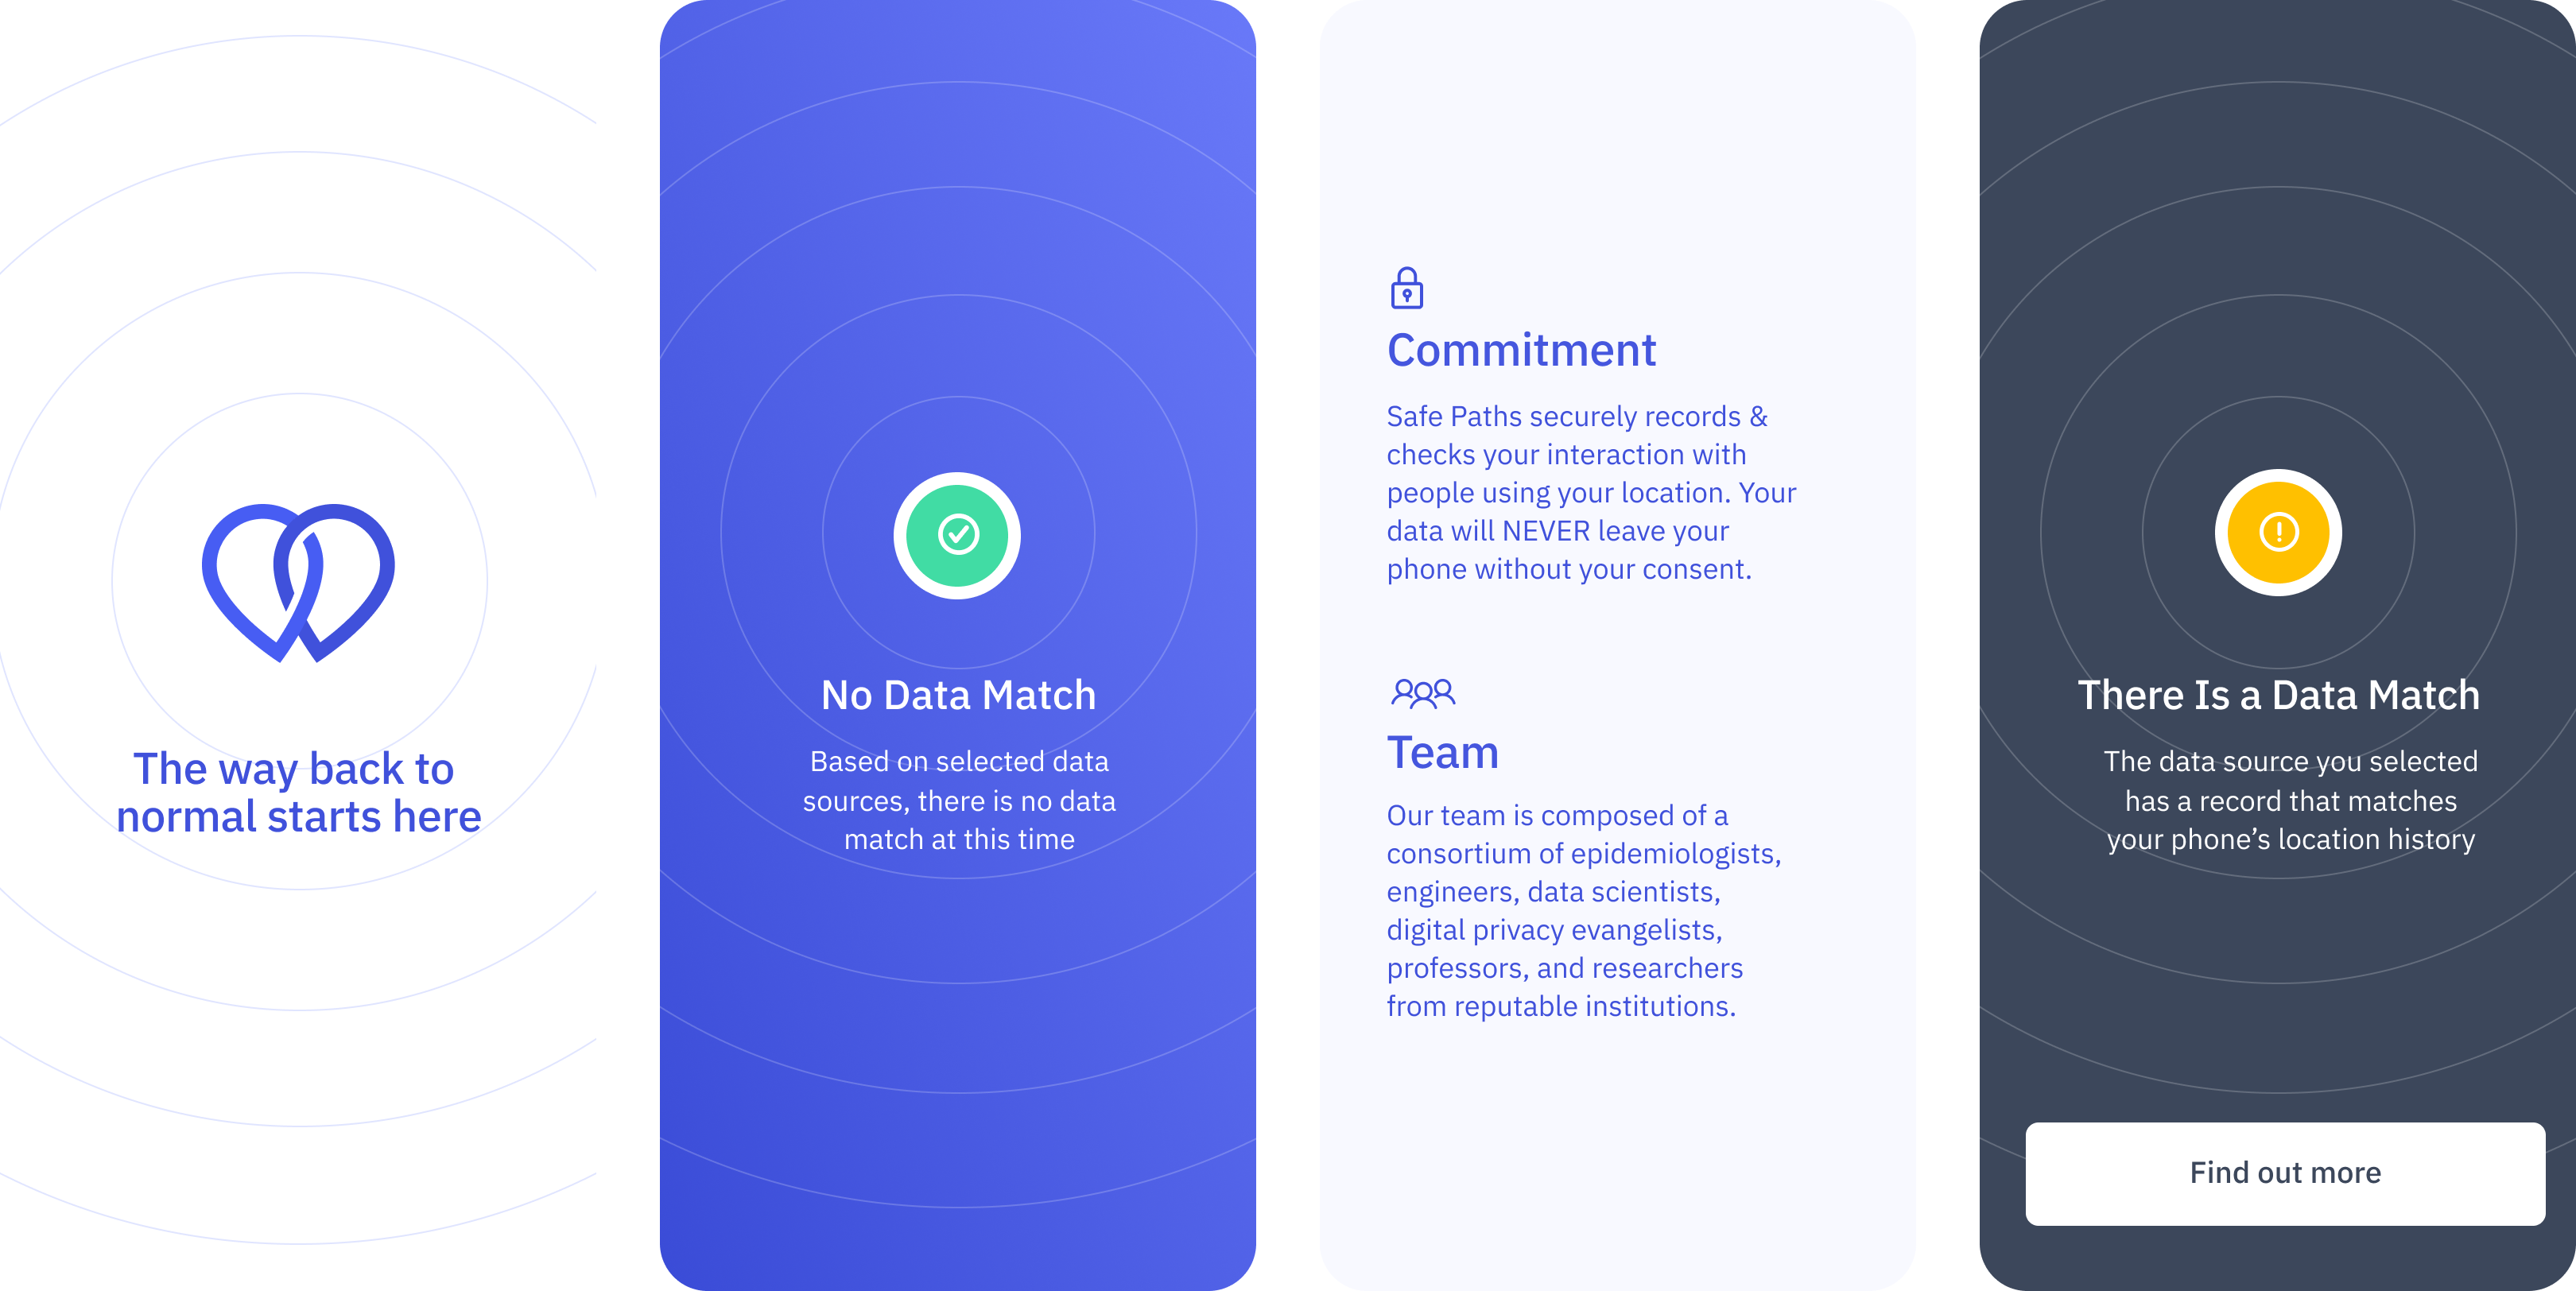 The way back to
normal starts here
No Data Match
Based on selected data
sources, there is no data
match at this time
Commitment
Safe Paths securely records &
checks your interaction with
people using your location. Your
data will NEVER leave your
phone without your consent.
Team
Our team is composed of a
consortium of epidemiologists,
engineers, data scientists,
digital privacy evangelists,
professors, and researchers
from reputable institutions.
There Is a Data Match
The data source you selected
has a record that matches
your phone’s location history
Find out more